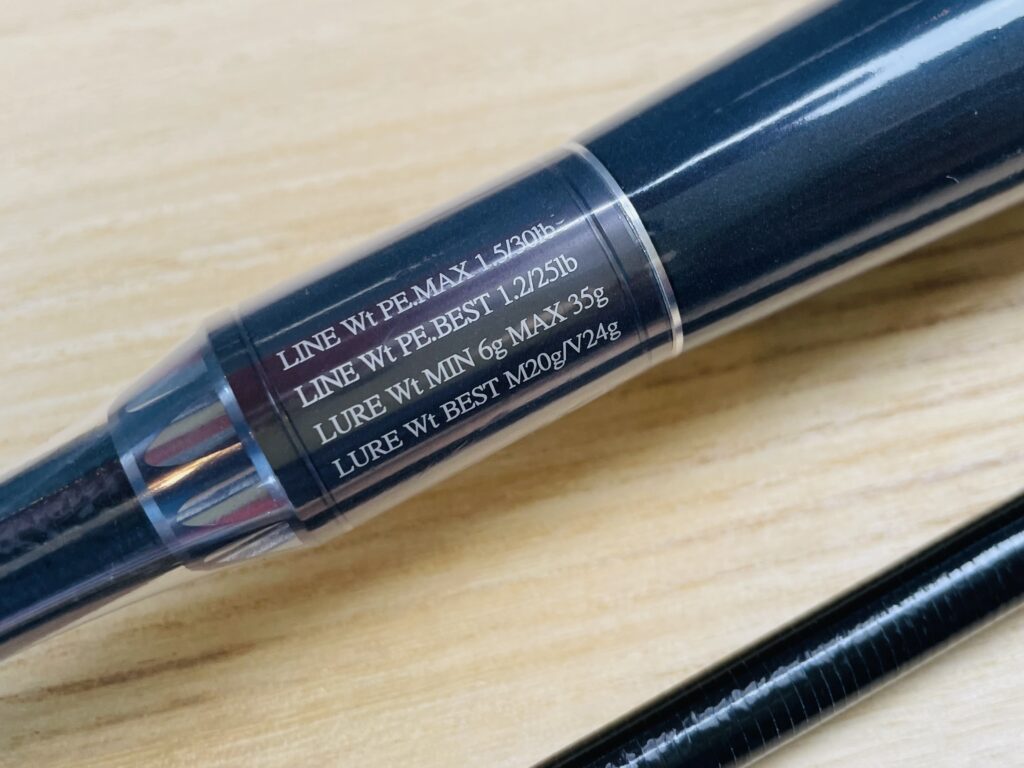 LINE Wt PE.MAX 1.5/30lb
LINE Wt PE.BEST 1.2/25lb
LURE Wt MIN 6g MAX 35g
LURE Wt BEST M20g/V24g